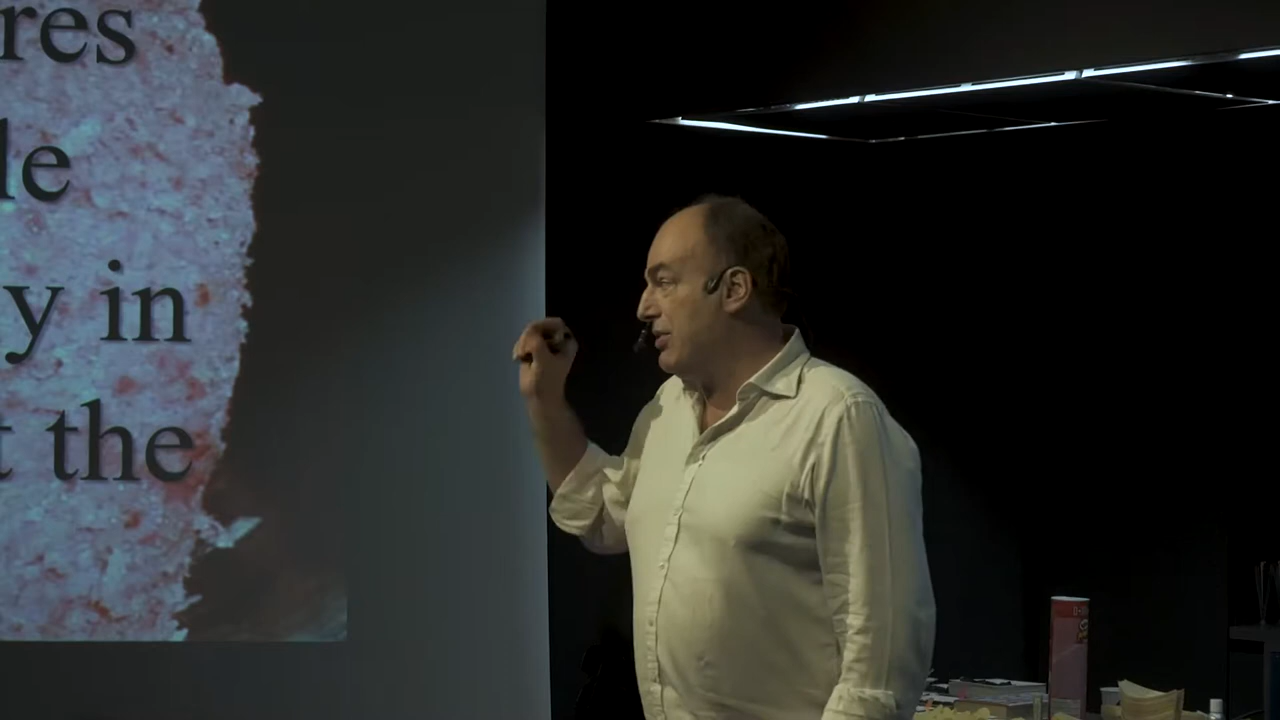 res
le
y in
t the